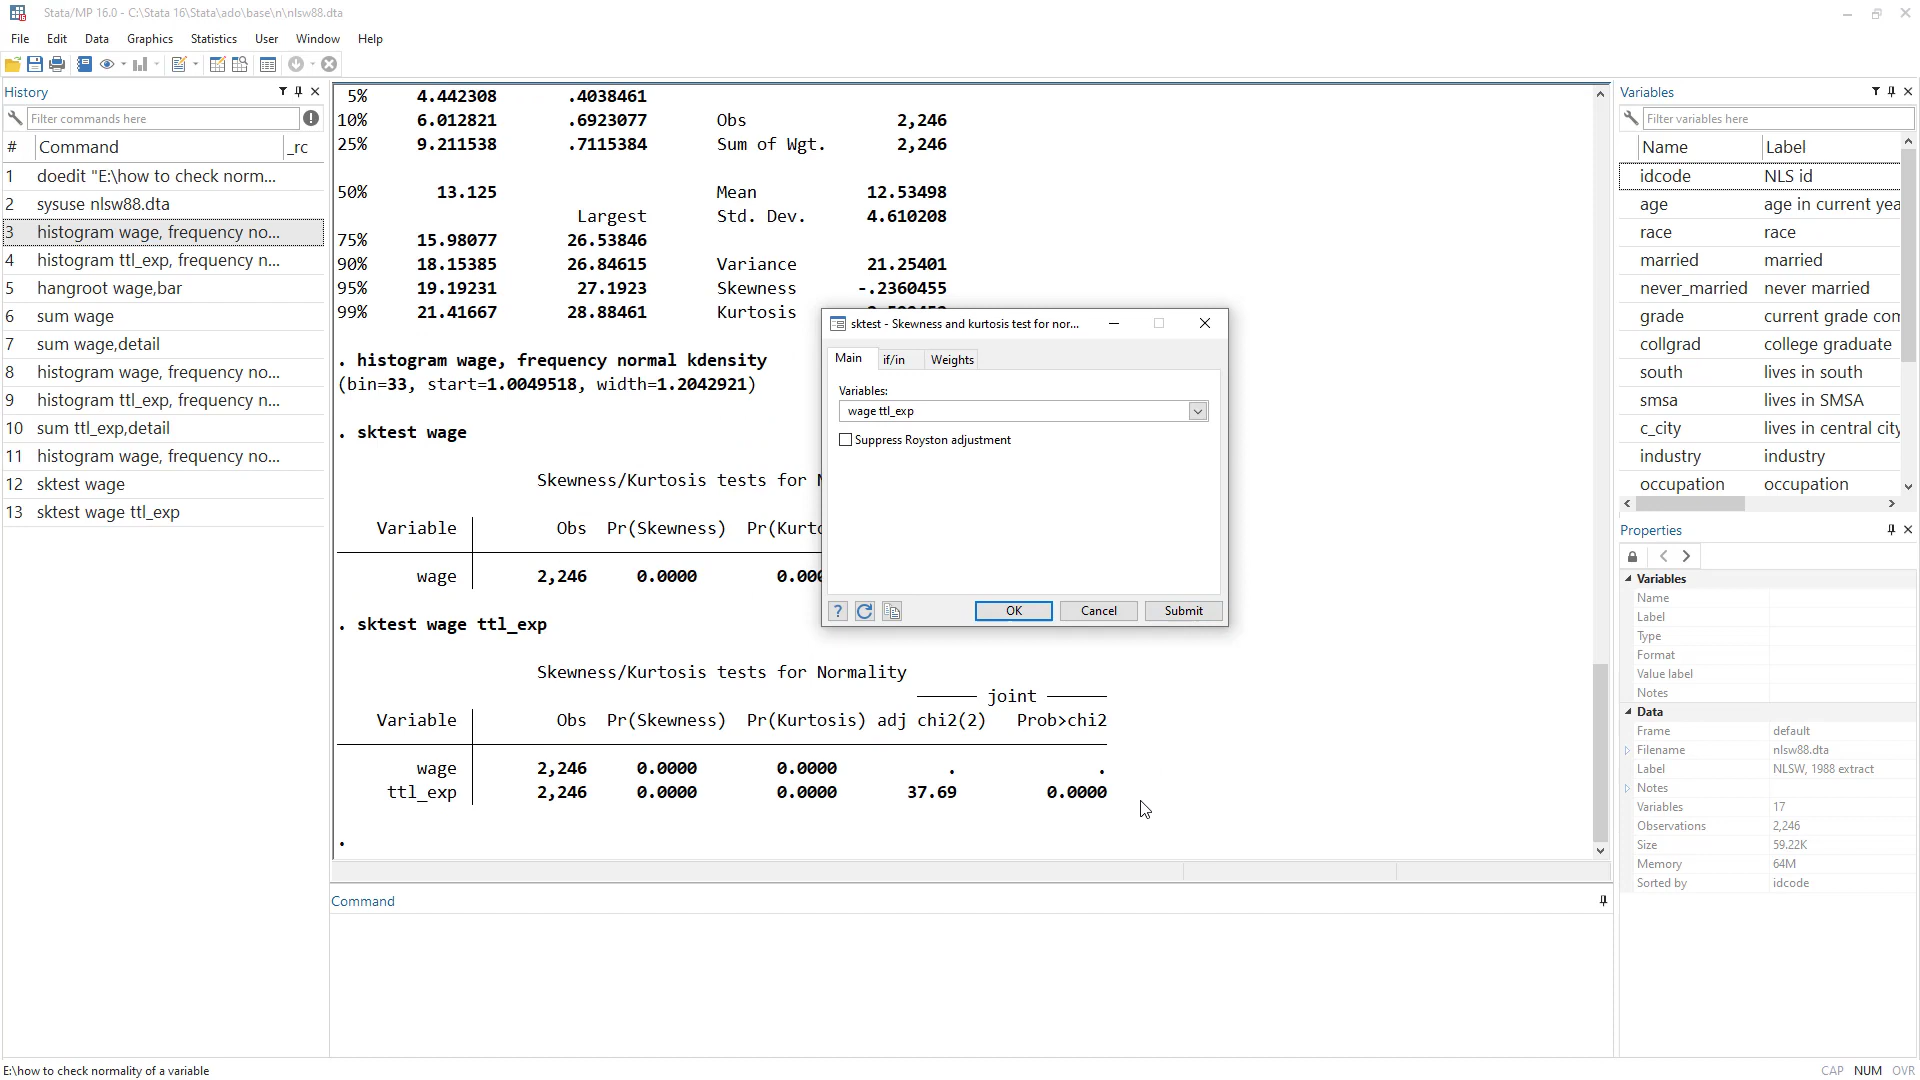 Stata/MP 16.0 - C:\Stata 16\Stata\ado\base\n\nlsw88.dta
File Edit Data Graphics Statistics User Window Help
History
Filter commands here
# Command _rc
1 doedit "E:\how to check norm...
2 sysuse nlsw88.dta
3 histogram wage, frequency no...
4 histogram ttl_exp, frequency n...
5 hangroot wage,bar
6 sum wage
7 sum wage,detail
8 histogram wage, frequency no...
9 histogram ttl_exp, frequency n...
10 sum ttl_exp,detail
11 histogram wage, frequency no...
12 sktest wage
13 sktest wage ttl_exp
5% 4.442308 .4038461
10% 6.012821 .6923077 Obs 2,246
25% 9.211538 .7115384 Sum of Wgt. 2,246
50% 13.125 Mean 12.53498
Largest Std. Dev. 4.610208
75% 15.98077 26.53846
90% 18.15385 26.84615 Variance 21.25401
95% 19.19231 27.1923 Skewness -.2360455
99% 21.41667 28.88461 Kurtosis
. histogram wage, frequency normal kdensity
(bin=33, start=1.0049518, width=1.2042921)
. sktest wage
Skewness/Kurtosis tests for
Variable Obs Pr(Skewness) Pr(Kurto
wage 2,246 0.0000 0.000
. sktest wage ttl_exp
Skewness/Kurtosis tests for Normality
joint
Variable Obs Pr(Skewness) Pr(Kurtosis) adj chi2(2) Prob>chi2
wage 2,246 0.0000 0.0000 . .
ttl_exp 2,246 0.0000 0.0000 37.69 0.0000
.
sktest - Skewness and kurtosis test for nor...
Main if/in Weights
Variables:
wage ttl_exp
Suppress Royston adjustment
? OK Cancel Submit
Command
Variables
Filter variables here
Name Label
idcode NLS id
age age in current yea
race race
married married
never_married never married
grade current grade com
collgrad college graduate
south lives in south
smsa lives in SMSA
c_city lives in central city
industry industry
occupation occupation
Properties
Variables
Name
Label
Type
Format
Value label
Notes
Data
Frame default
Filename nlsw88.dta
Label NLSW, 1988 extract
Notes
Variables 17
Observations 2,246
Size 59.22K
Memory 64M
Sorted by idcode
E:\how to check normality of a variable
CAP NUM OVR